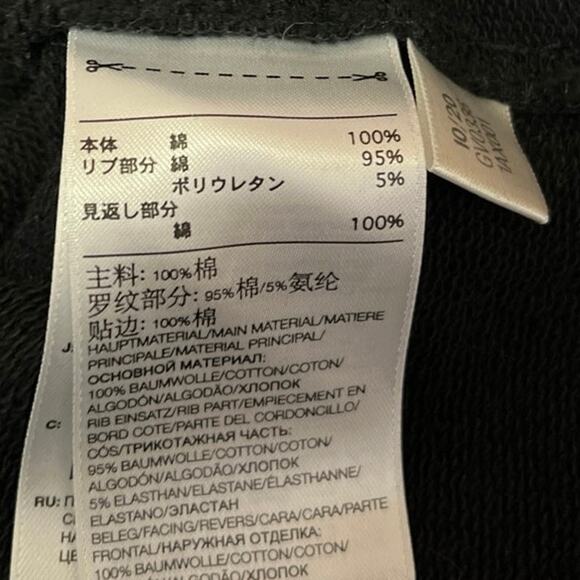 本体 綿 100%
リブ部分 綿 95%
ポリウレタン 5%
見返し部分
綿 100%
主料: 100%棉
罗纹部分: 95%棉/5%氨纶
贴边: 100%棉
HAUPTMATERIAL/MAIN MATERIAL/MATIERE
PRINCIPALE/MATERIAL PRINCIPAL/
ОСНОВНОЙ МАТЕРИАЛ:
100% BAUMWOLLE/COTTON/COTON/
ALGODÓN/ALGODÃO/ХЛОПОК
RIB EINSATZ/RIB PART/EMPIECEMENT EN
BORD COTE/PARTE DEL CORDONCILLO/
CÓS/ТРИКОТАЖНАЯ ЧАСТЬ:
95% BAUMWOLLE/COTTON/COTON/
ALGODÓN/ALGODÃO/ХЛОПОК
5% ELASTHAN/ELASTANE/ÉLASTHANNE/
ELASTANO/ЭЛАСТАН
BELEG/FACING/REVERS/CARA/CARA/PARTE
FRONTAL/НАРУЖНАЯ ОТДЕЛКА:
100% BAUMWOLLE/COTTON/COTON/
J:
C:
RU: П
НА
ЦЕ
10/20
1AX001